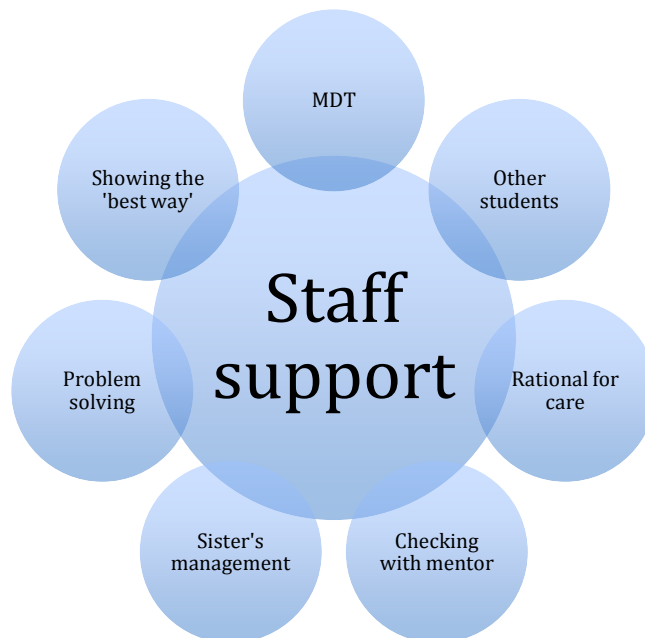 MDT
Other
students
Rational for
care
Checking
with mentor
Sister's
management
Problem
solving
Showing the
'best way'
Staff
support